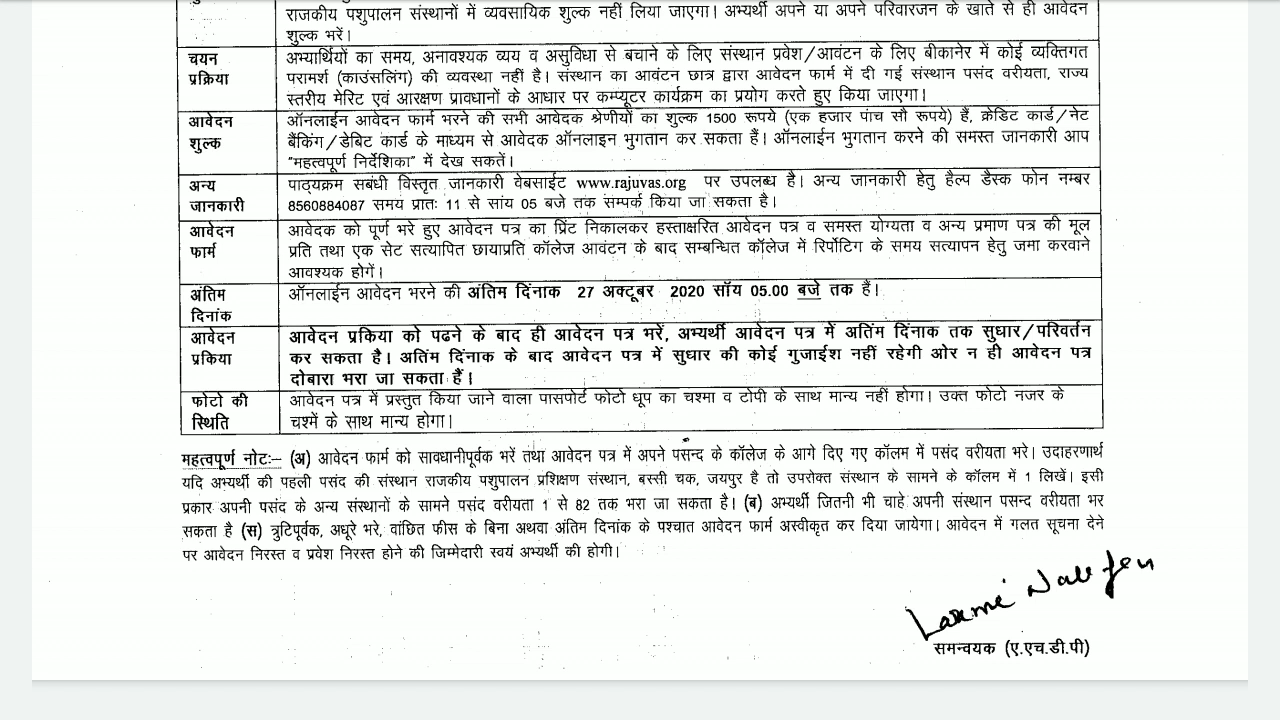 राजकीय पशुपालन संस्थानों में व्यवसायिक शुल्क नहीं लिया जाएगा। अभ्यर्थी अपने या अपने परिवारजन के खाते से ही आवेदन
शुल्क भरें।
चयन
प्रक्रिया
अभ्यार्थियों का समय, अनावश्यक व्यय व असुविधा से बचाने के लिए संस्थान प्रवेश/आवंटन के लिए बीकानेर में कोई व्यक्तिगत
परामर्श (काउंसलिंग) की व्यवस्था नहीं है। संस्थान का आवंटन छात्र द्वारा आवेदन फार्म में दी गई संस्थान पसंद वरीयता, राज्य
स्तरीय मेरिट एवं आरक्षण प्रावधानों के आधार पर कम्प्यूटर कार्यक्रम का प्रयोग करते हुए किया जाएगा।
आवेदन
शुल्क
ऑनलाईन आवेदन फार्म भरने की सभी आवेदक श्रेणीयों का शुल्क 1500 रूपये (एक हजार पांच सौ रूपये) हैं, क्रेडिट कार्ड/नेट
बैंकिंग/डेबिट कार्ड के माध्यम से आवेदक ऑनलाइन भुगतान कर सकता हैं। ऑनलाईन भुगतान करने की समस्त जानकारी आप
"महत्वपूर्ण निर्देशिका" में देख सकतें।
अन्य
जानकारी
पाठ्यक्रम सबंधी विस्तृत जानकारी वेबसाईट www.rajuvas.org पर उपलब्ध है। अन्य जानकारी हेतु हैल्प डैस्क फोन नम्बर
8560884087 समय प्रातः 11 से सांय 05 बजे तक सम्पर्क किया जा सकता है।
आवेदन
फार्म
आवेदक को पूर्ण भरे हुए आवेदन पत्र का प्रिंट निकालकर हस्ताक्षरित आवेदन पत्र व समस्त योग्यता व अन्य प्रमाण पत्र की मूल
प्रति तथा एक सेट सत्यापित छायाप्रति कॉलेज आवंटन के बाद सम्बन्धित कॉलेज में रिर्पोटिंग के समय सत्यापन हेतु जमा करवाने
आवश्यक होगें।
अंतिम
दिनांक
ऑनलाईन आवेदन भरने की अंतिम दिंनाक 27 अक्टूबर 2020 सॉय 05.00 बजे तक हैं।
आवेदन
प्रकिया
आवेदन प्रकिया को पढने के बाद ही आवेदन पत्र भरें, अभ्यर्थी आवेदन पत्र में अतिंम दिंनाक तक सुधार/परिवर्तन
कर सकता है। अतिंम दिंनाक के बाद आवेदन पत्र में सुधार की कोई गुजाईश नहीं रहेगी ओर न ही आवेदन पत्र
दोबारा भरा जा सकता हैं।
फोटो की
स्थिति
आवेदन पत्र में प्रस्तुत किया जाने वाला पासपोर्ट फोटो धूप का चश्मा व टोपी के साथ मान्य नहीं होगा। उक्त फोटो नजर के
चश्में के साथ मान्य होगा।
महत्वपूर्ण नोटः– (अ) आवेदन फार्म को सावधानीपूर्वक भरें तथा आवेदन पत्र में अपने पसन्द के कॉलेज के आगे दिए गए कॉलम में पसंद वरीयता भरे। उदाहरणार्थ
यदि अभ्यर्थी की पहली पसंद की संस्थान राजकीय पशुपालन प्रशिक्षण संस्थान, बस्सी चक, जयपुर है तो उपरोक्त संस्थान के सामने के कॉलम में 1 लिखें। इसी
प्रकार अपनी पसंद के अन्य संस्थानों के सामने पसंद वरीयता 1 से 82 तक भरा जा सकता है। (ब) अभ्यर्थी जितनी भी चाहे अपनी संस्थान पसन्द वरीयता भर
सकता है (स) त्रुटिपूर्वक, अधूरे भरे, वांछित फीस के बिना अथवा अंतिम दिनांक के पश्चात आवेदन फार्म अस्वीकृत कर दिया जायेगा। आवेदन में गलत सूचना देने
पर आवेदन निरस्त व प्रवेश निरस्त होने की जिम्मेदारी स्वयं अभ्यर्थी की होगी।
समन्वयक (ए.एच.डी.पी)